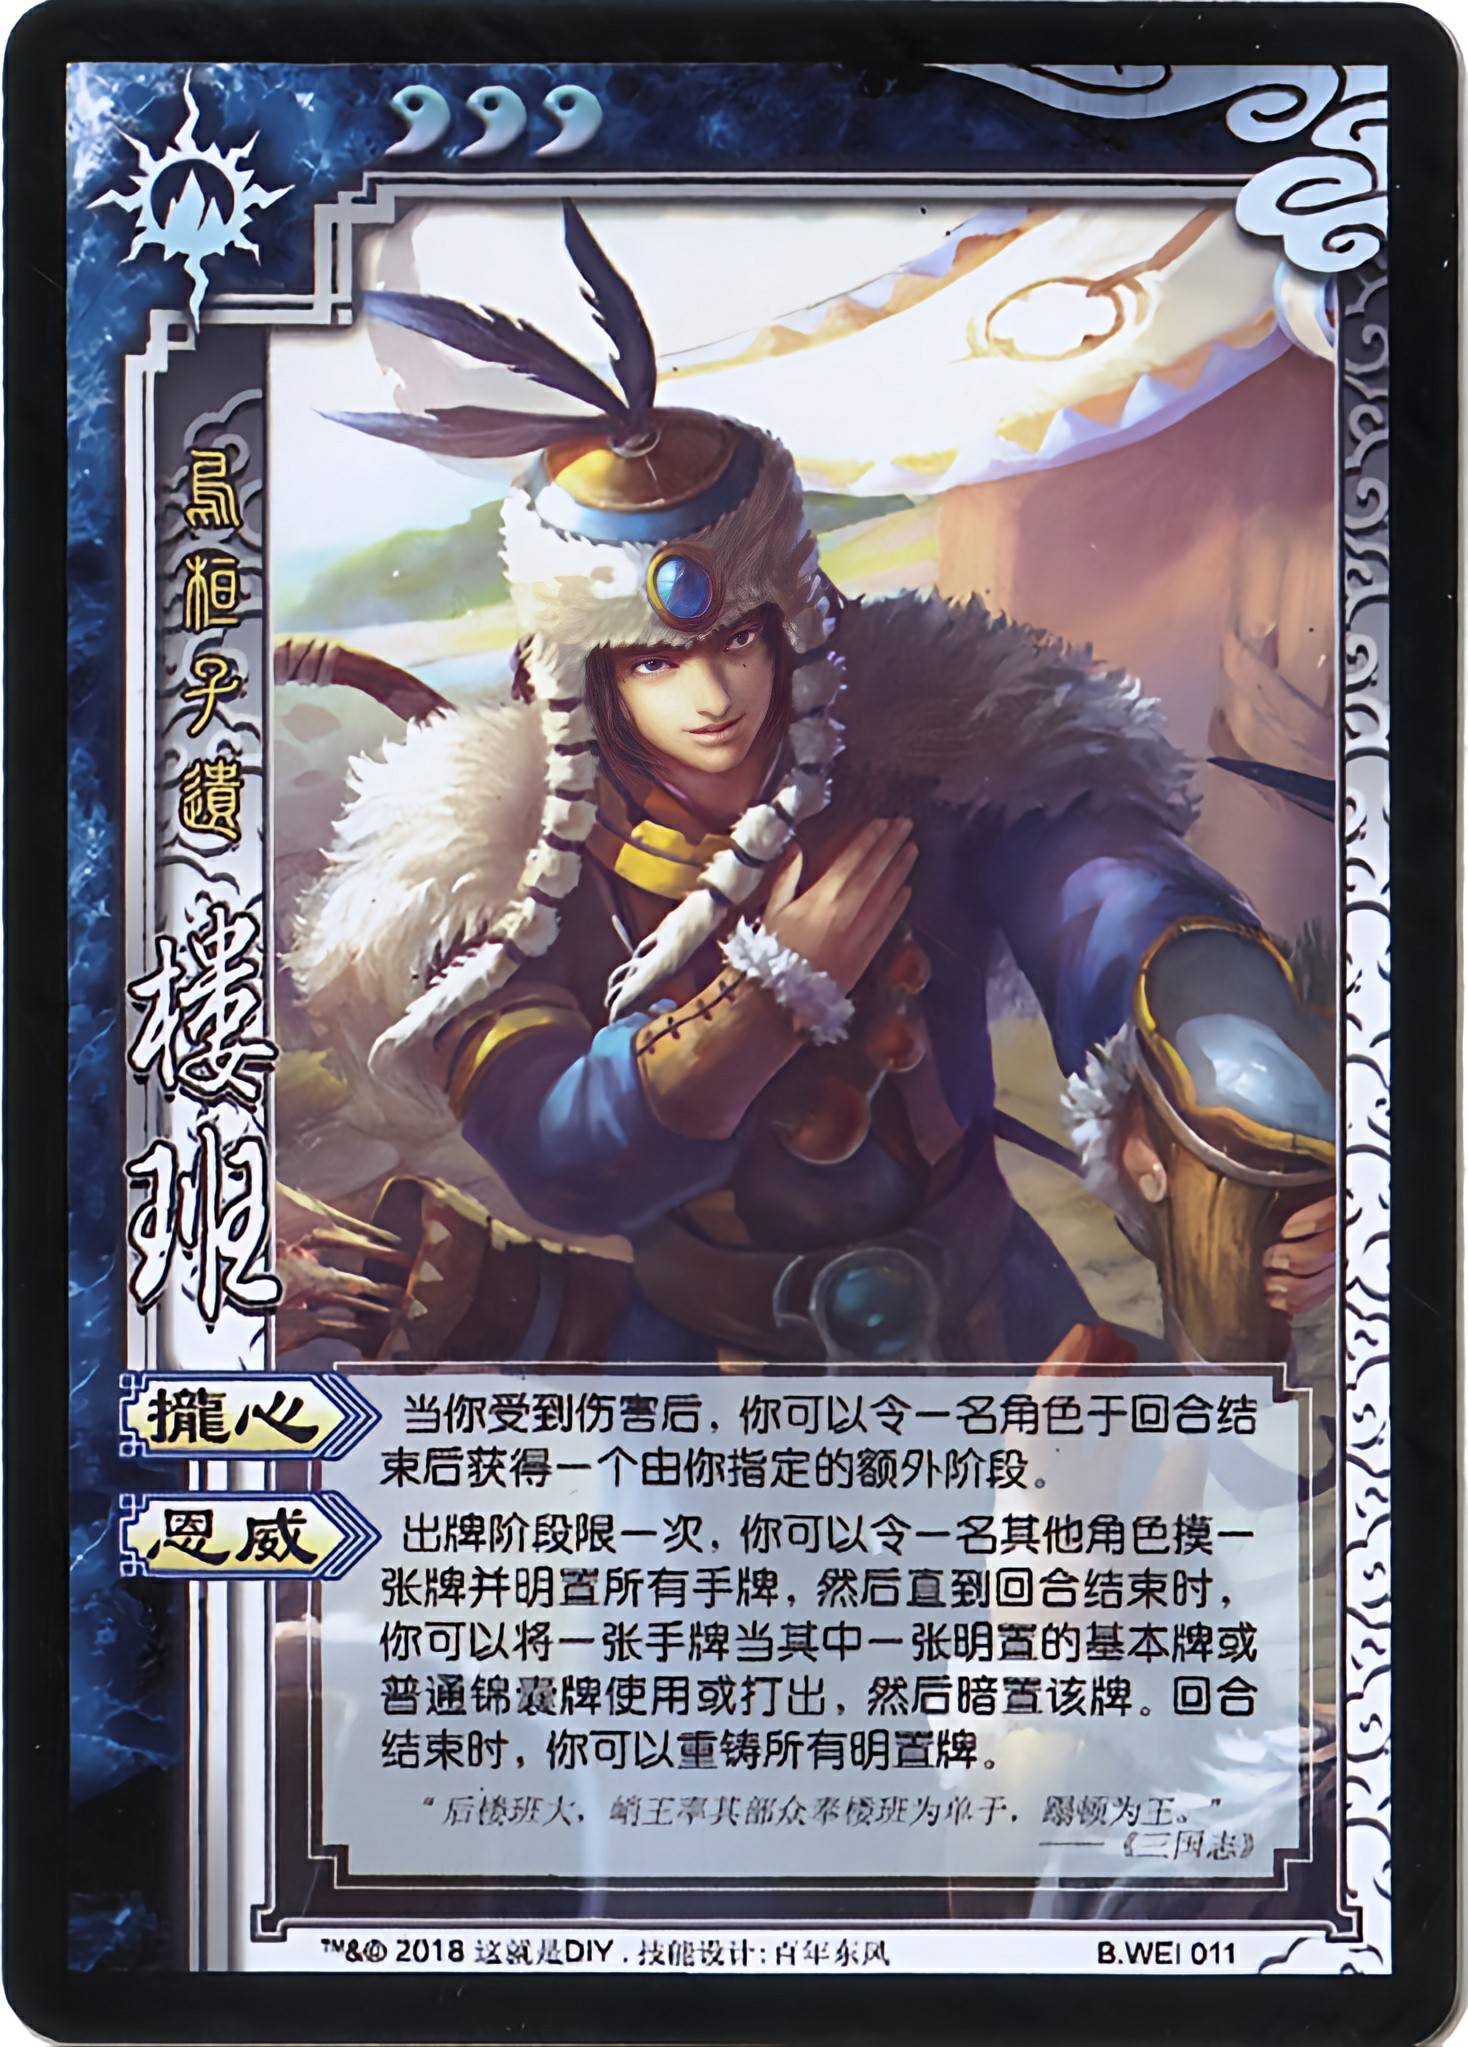 烏桓子遺
樓班
攏心
当你受到伤害后，你可以令一名角色于回合结
束后获得一个由你指定的额外阶段。
恩威
出牌阶段限一次，你可以令一名其他角色摸一
张牌并明置所有手牌，然后直到回合结束时，
你可以将一张手牌当其中一张明置的基本牌或
普通锦囊牌使用或打出，然后暗置该牌。回合
结束时，你可以重铸所有明置牌。
“后楼班大，峭王率其部众奉楼班为单于，蹋顿为王。”
——《三国志》
™&© 2018 这就是DIY . 技能设计：百年东风
B.WEI 011